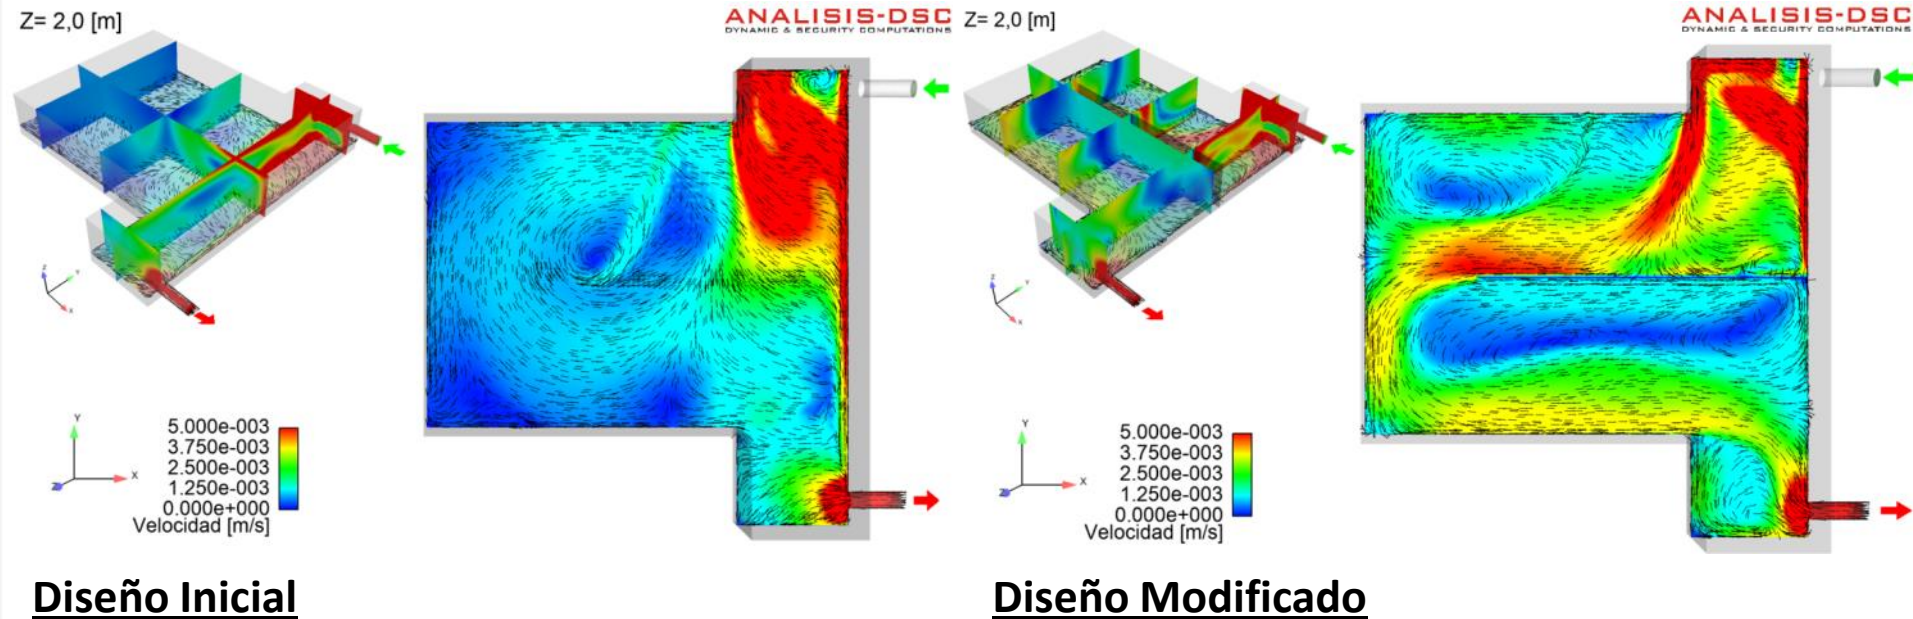 Z= 2,0 [m]
ANALISIS-DSC
DYNAMIC & SECURITY COMPUTATIONS
Z
Y
X
Y
X
Z
5.000e-003
3.750e-003
2.500e-003
1.250e-003
0.000e+000
Velocidad [m/s]
Diseño Inicial
Z= 2,0 [m]
ANALISIS-DSC
DYNAMIC & SECURITY COMPUTATIONS
Z
Y
X
Y
X
Z
5.000e-003
3.750e-003
2.500e-003
1.250e-003
0.000e+000
Velocidad [m/s]
Diseño Modificado